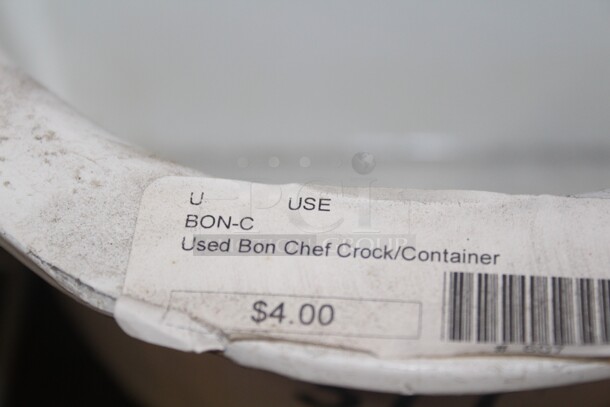 U USE
BON-C
Used Bon Chef Crock/Container
$4.00